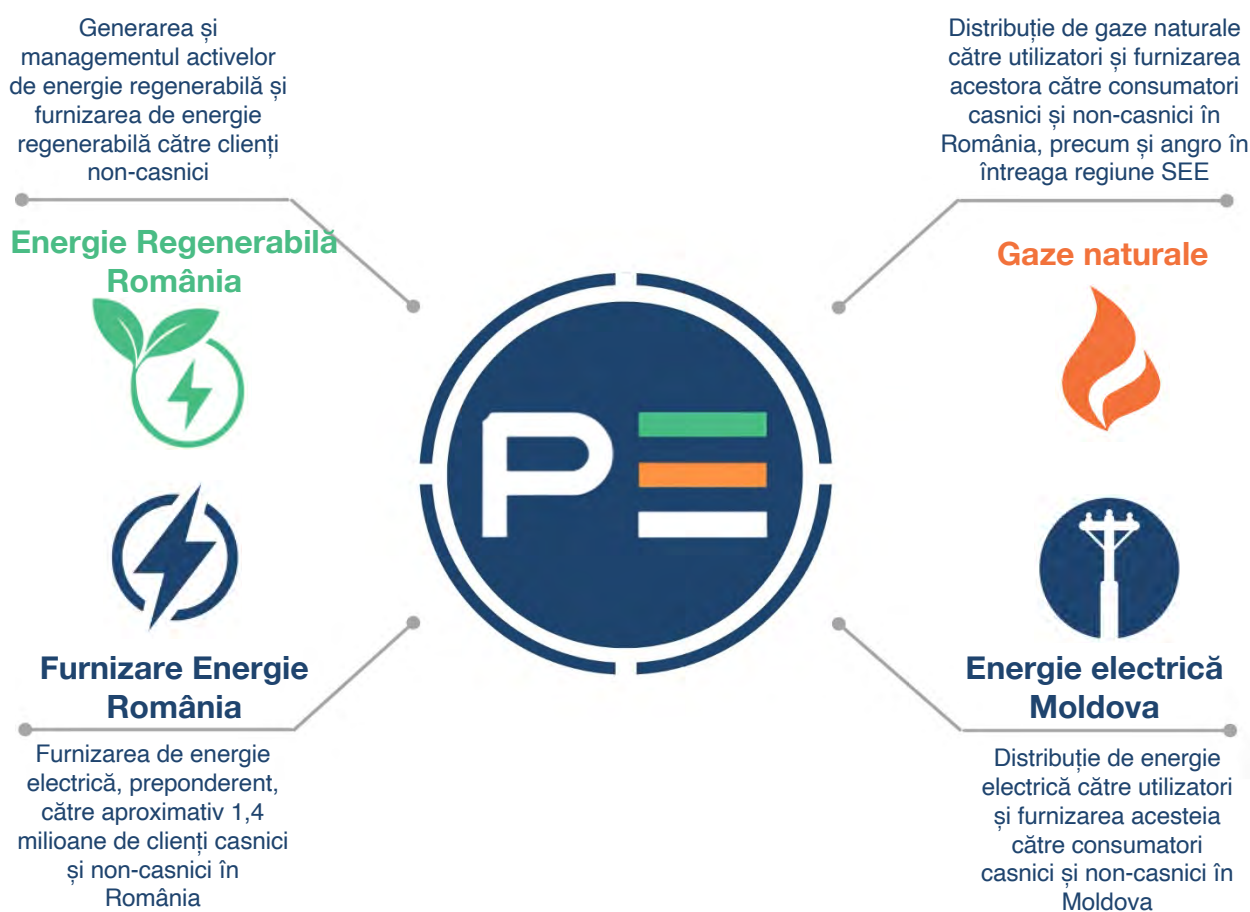 Generarea și
managementul activelor
de energie regenerabilă și
furnizarea de energie
regenerabilă către clienți
non-casnici
Energie Regenerabilă
România
Distribuție de gaze naturale
către utilizatori și furnizarea
acestora către consumatori
casnici și non-casnici în
România, precum și angro în
întreaga regiune SEE
Gaze naturale
PE
Furnizare Energie
România
Furnizarea de energie
electrică, preponderent,
către aproximativ 1,4
milioane de clienți casnici
și non-casnici în
România
Energie electrică
Moldova
Distribuție de energie
electrică către utilizatori
și furnizarea acesteia
către consumatori
casnici și non-casnici în
Moldova